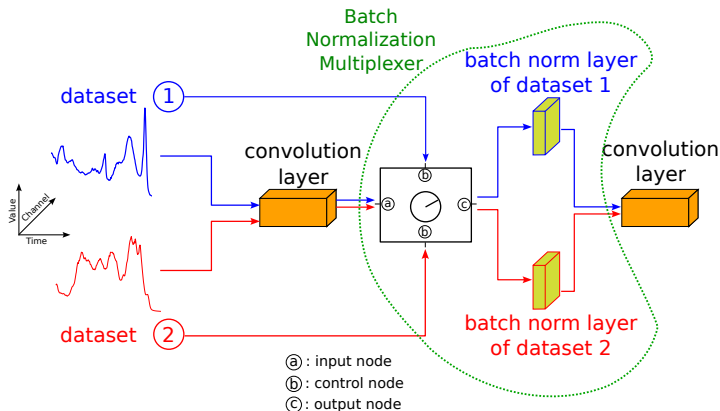 Batch
Normalization
Multiplexer
batch norm layer
of dataset 1
dataset 1
b
convolution
layer
convolution
layer
a
c
Value
Channel
Time
b
dataset 2
batch norm layer
of dataset 2
a : input node
b : control node
c : output node